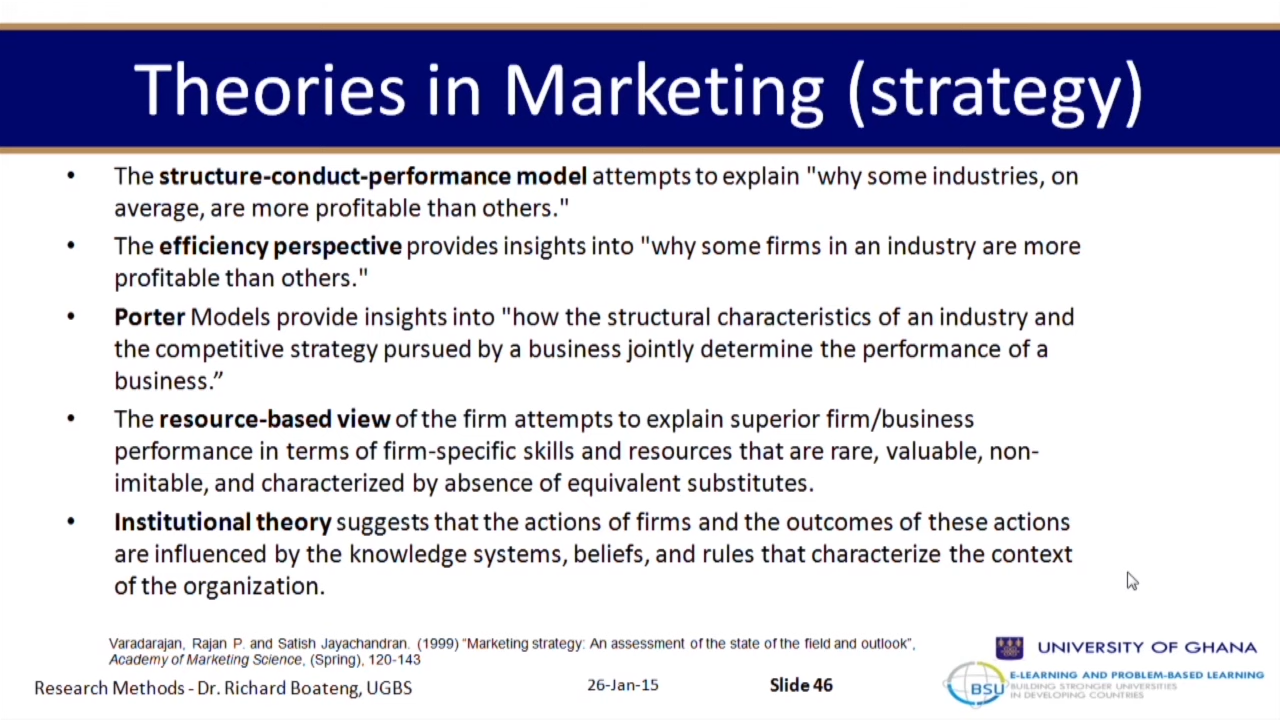 Theories in Marketing (strategy)
• The structure-conduct-performance model attempts to explain "why some industries, on
average, are more profitable than others."
• The efficiency perspective provides insights into "why some firms in an industry are more
profitable than others."
• Porter Models provide insights into "how the structural characteristics of an industry and
the competitive strategy pursued by a business jointly determine the performance of a
business.”
• The resource-based view of the firm attempts to explain superior firm/business
performance in terms of firm-specific skills and resources that are rare, valuable, non-
imitable, and characterized by absence of equivalent substitutes.
• Institutional theory suggests that the actions of firms and the outcomes of these actions
are influenced by the knowledge systems, beliefs, and rules that characterize the context
of the organization.
Varadarajan, Rajan P. and Satish Jayachandran. (1999) “Marketing strategy: An assessment of the state of the field and outlook”,
Academy of Marketing Science, (Spring), 120-143
UNIVERSITY OF GHANA
BSU
E-LEARNING AND PROBLEM-BASED LEARNING
BUILDING STRONGER UNIVERSITIES
IN DEVELOPING COUNTRIES
Research Methods - Dr. Richard Boateng, UGBS
26-Jan-15
Slide 46